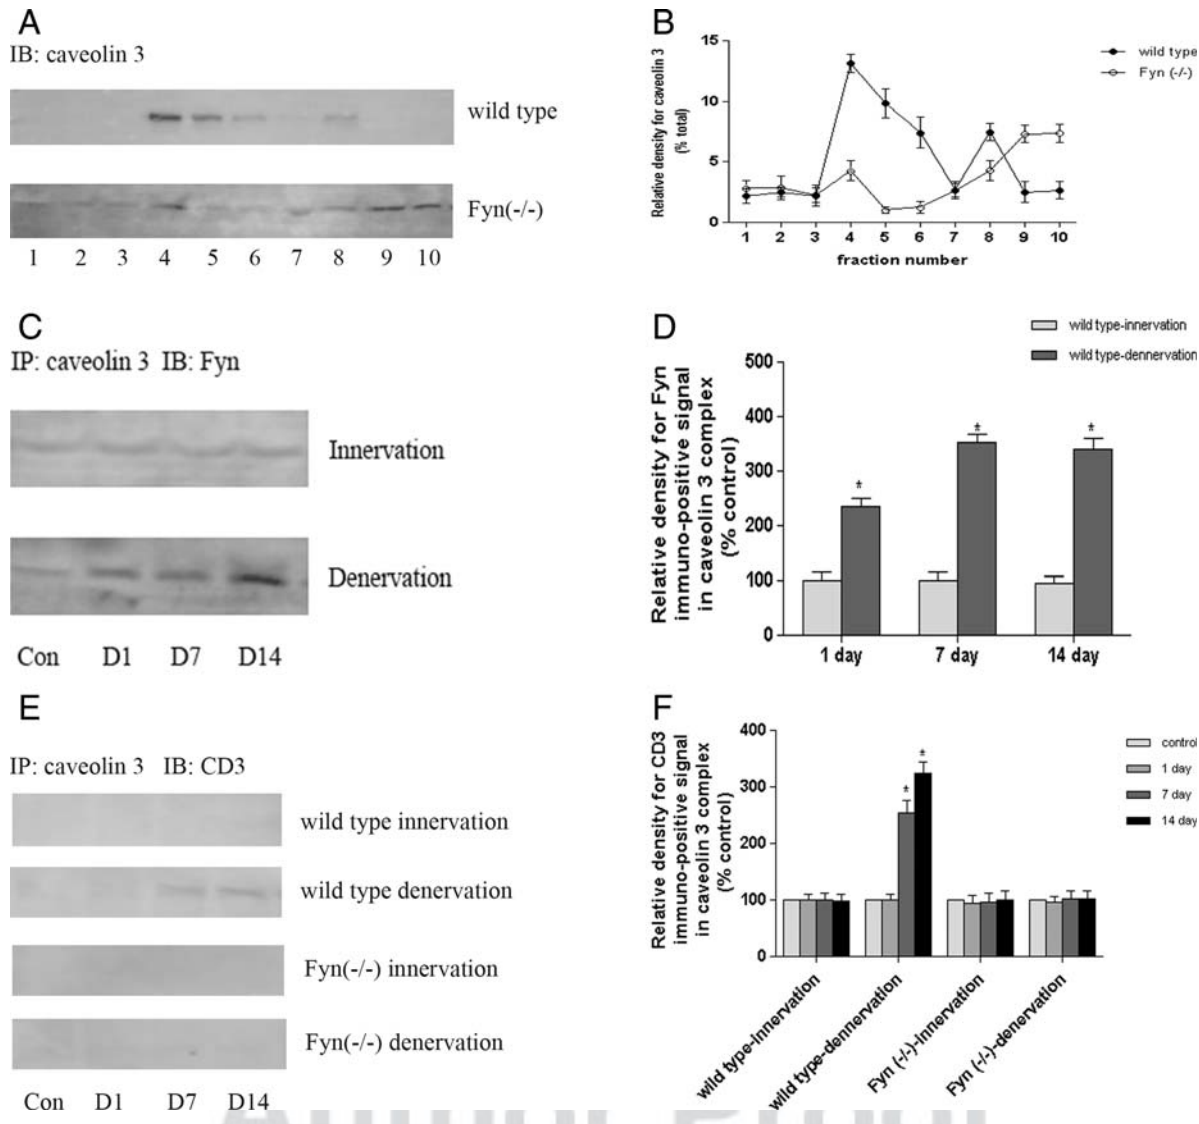 A
IB: caveolin 3
wild type
Fyn(-/-)
1 2 3 4 5 6 7 8 9 10
B
Relative density for caveolin 3
(% total)
15
10
5
0
1 2 3 4 5 6 7 8 9 10
fraction number
wild type
Fyn (-/-)
C
IP: caveolin 3 IB: Fyn
Innervation
Denervation
Con D1 D7 D14
D
wild type-innervation
wild type-dennervation
Relative density for Fyn
immuno-positive signal
in caveolin 3 complex
(% control)
500
400
300
200
100
0
* * *
1 day 7 day 14 day
E
IP: caveolin 3 IB: CD3
wild type innervation
wild type denervation
Fyn(-/-) innervation
Fyn(-/-) denervation
Con D1 D7 D14
F
Relative density for CD3
immuno-positive signal
in caveolin 3 complex
(% control)
400
300
200
100
0
* *
control
1 day
7 day
14 day
wild type-innervation
wild type-dennervation
Fyn (-/-)-innervation
Fyn (-/-)-denervation